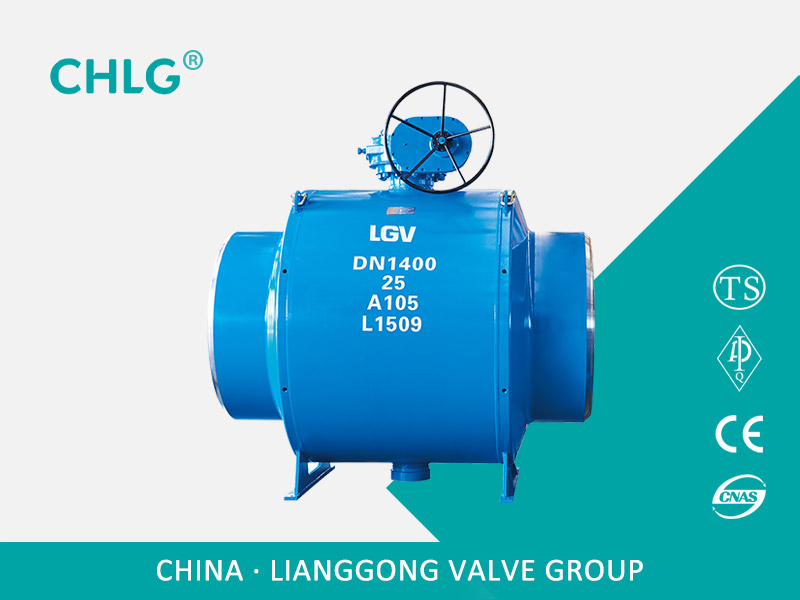 CHLG®
LGV
DN1400
25
A105
L1509
TS
Q
CE
CNAS
CHINA · LIANGGONG VALVE GROUP